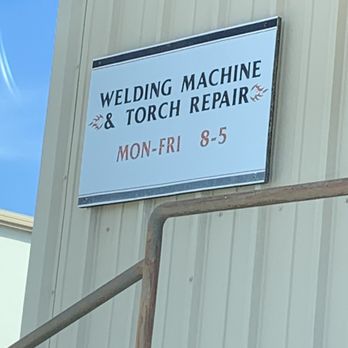 WELDING MACHINE
& TORCH REPAIR
MON-FRI 8-5